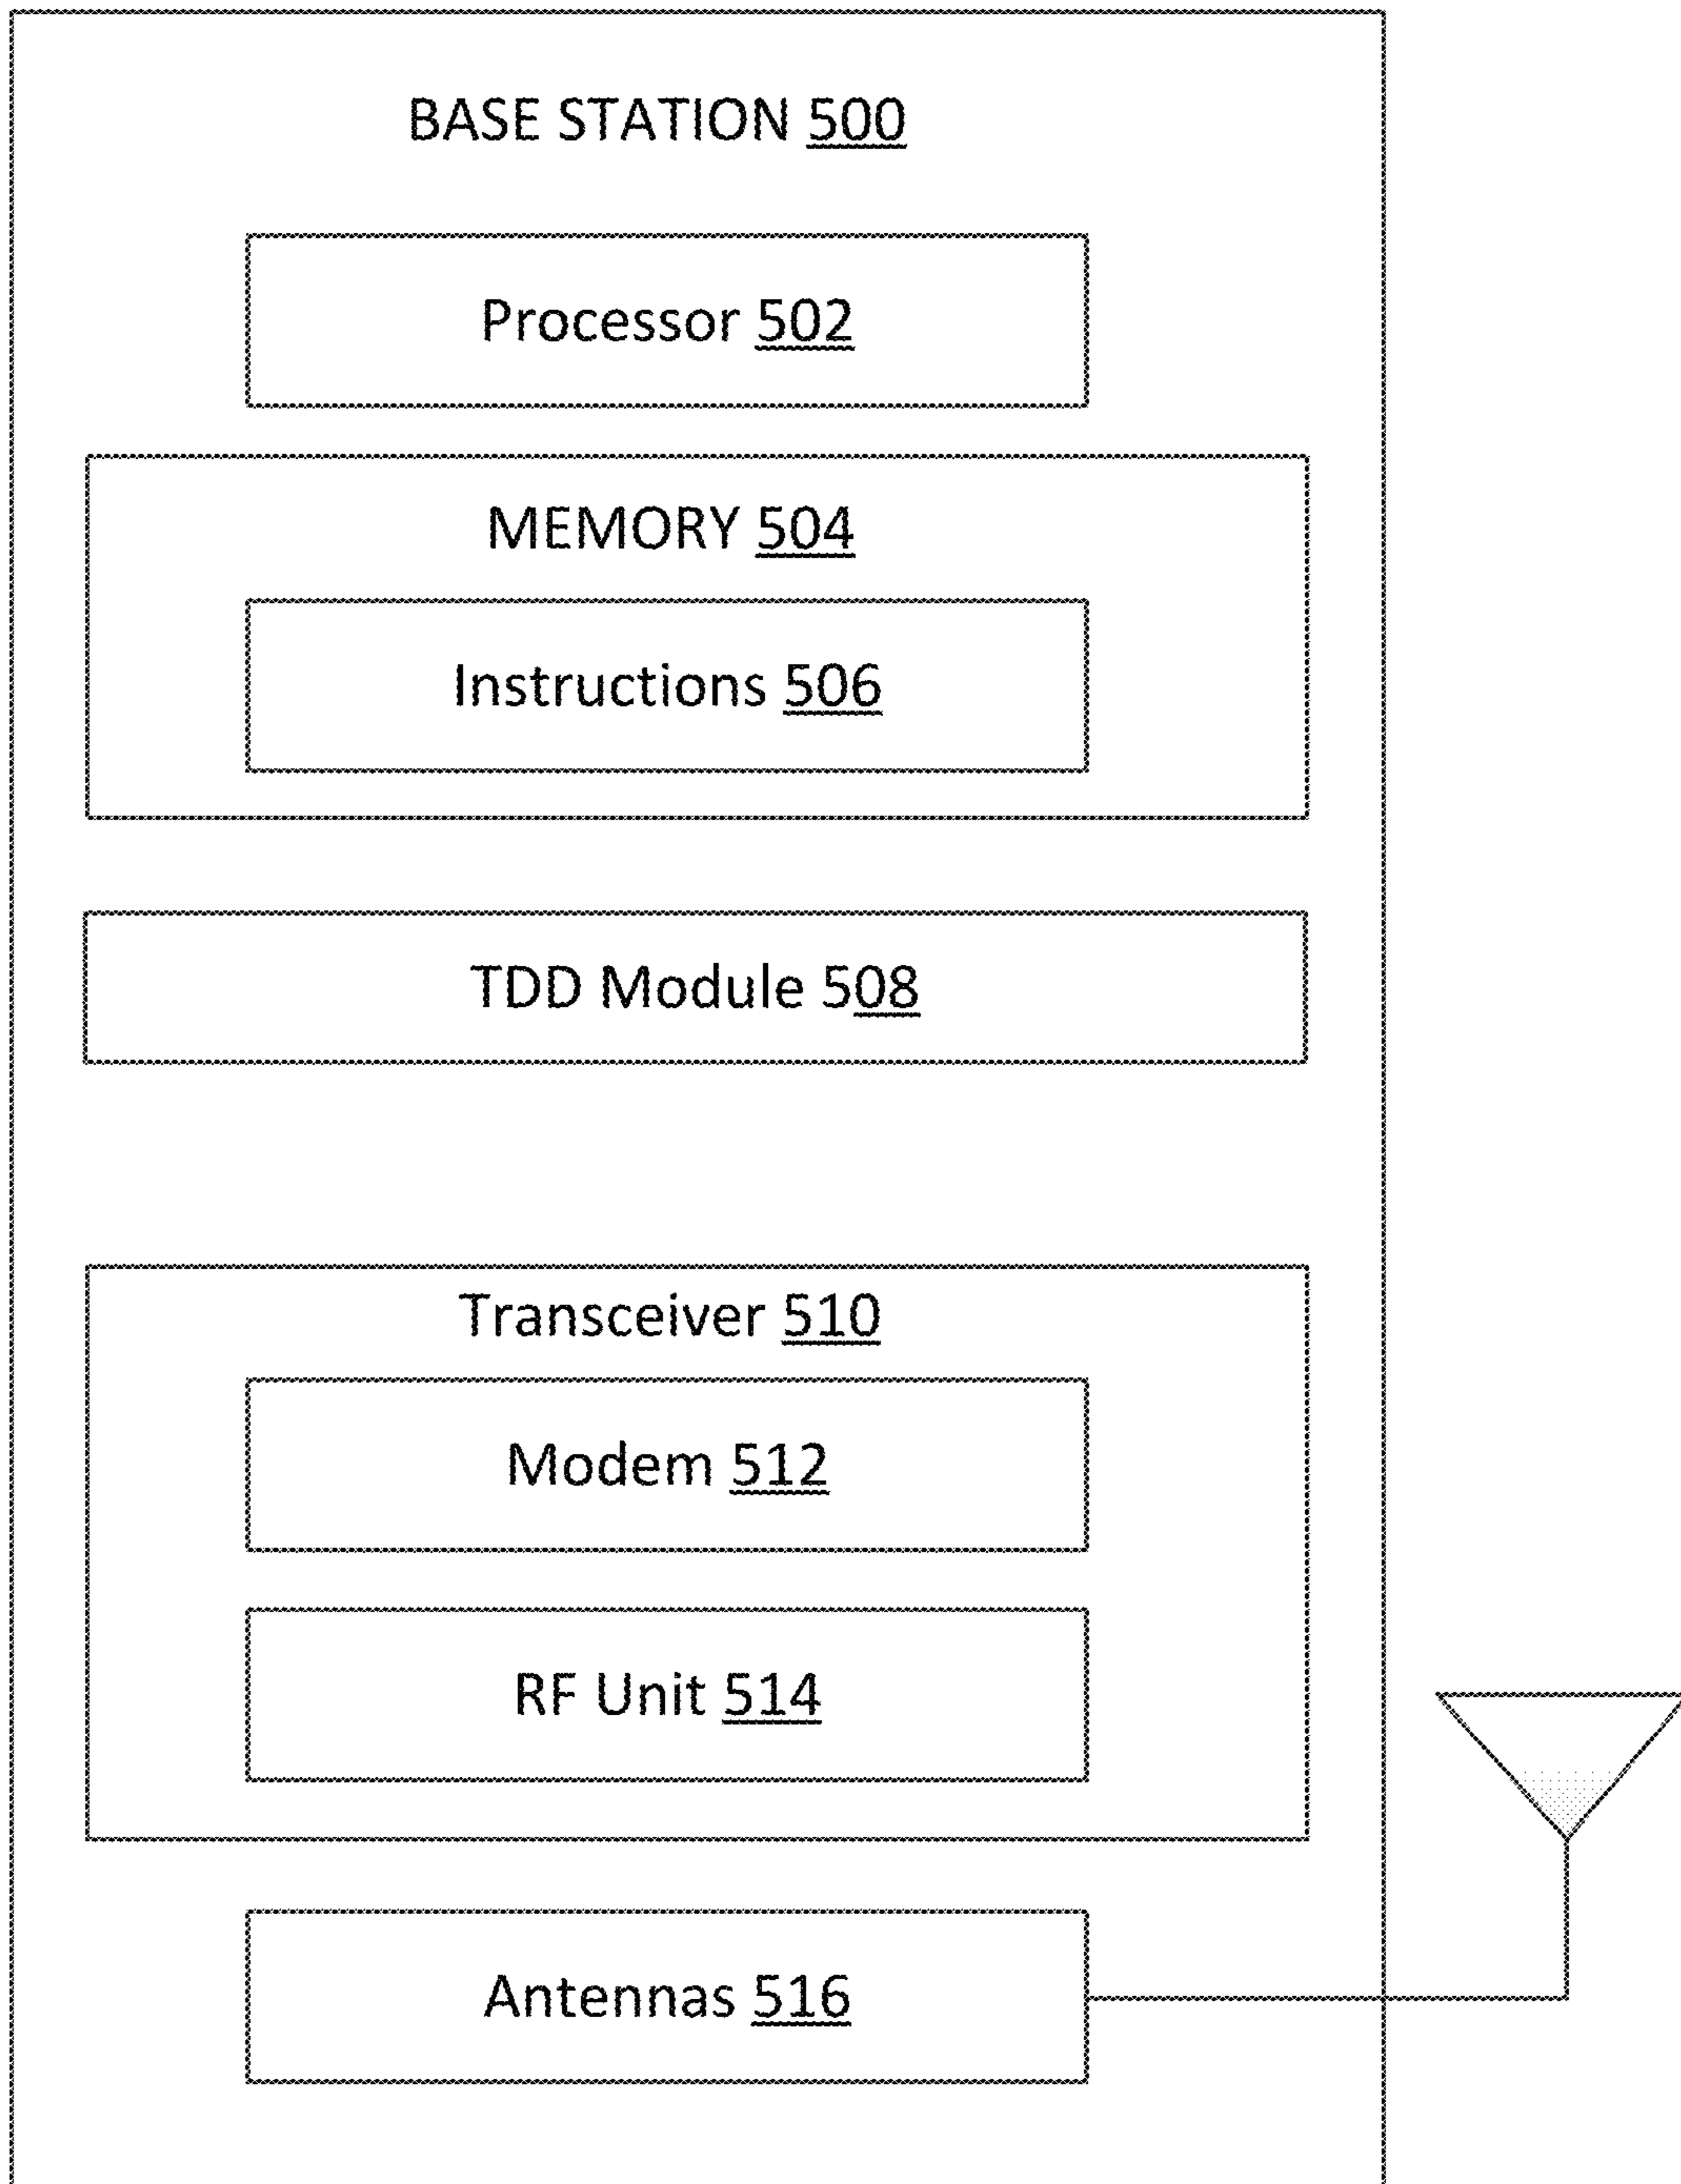 BASE STATION 500
Processor 502
MEMORY 504
Instructions 506
TDD Module 508
Transceiver 510
Modem 512
RF Unit 514
Antennas 516